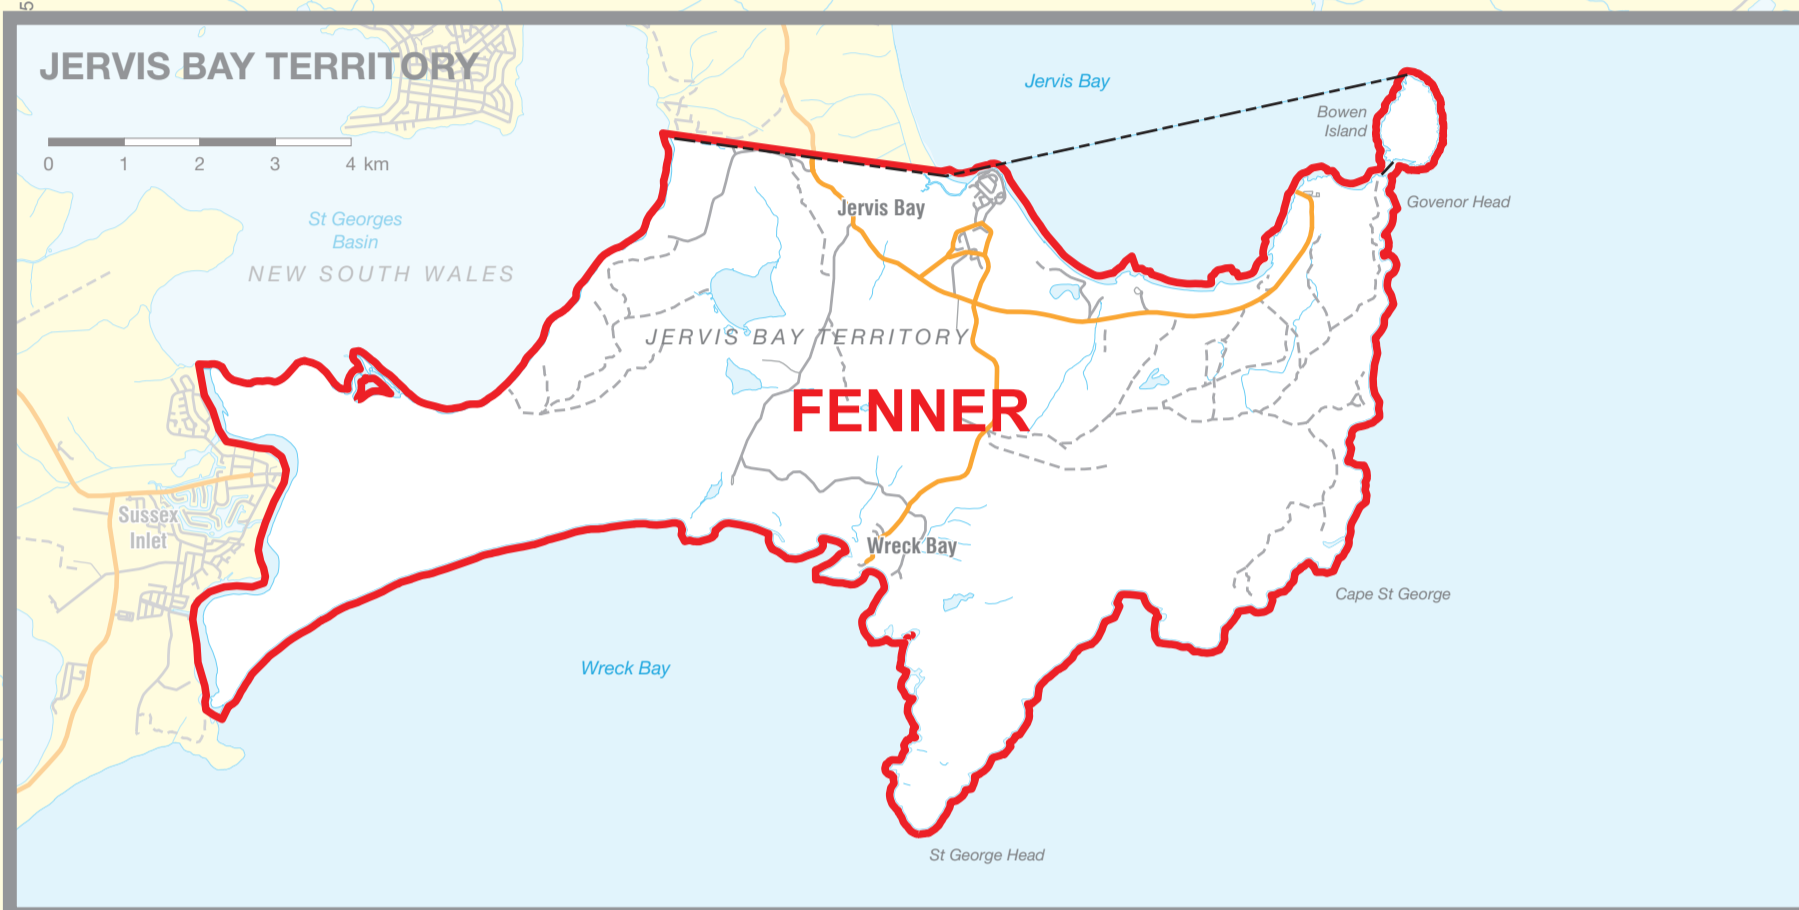 5
JERVIS BAY TERRITORY
0 1 2 3 4 km
Jervis Bay
Bowen
Island
Jervis Bay
Govenor Head
St Georges
Basin
NEW SOUTH WALES
JERVIS BAY TERRITORY
FENNER
Sussex
Inlet
Wreck Bay
Cape St George
Wreck Bay
St George Head